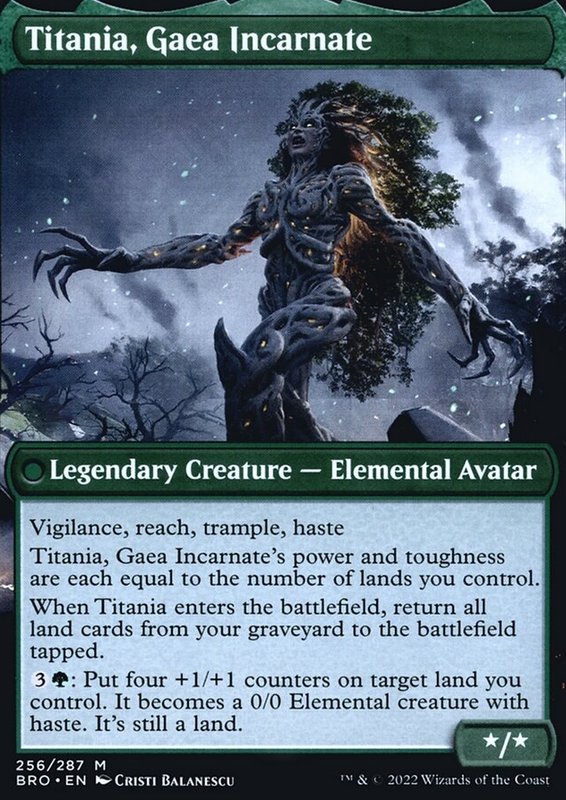 Titania, Gaea Incarnate
Legendary Creature — Elemental Avatar
Vigilance, reach, trample, haste
Titania, Gaea Incarnate's power and toughness
are each equal to the number of lands you control.
When Titania enters the battlefield, return all
land cards from your graveyard to the battlefield
tapped.
3: Put four +1/+1 counters on target land you
control. It becomes a 0/0 Elemental creature with
haste. It's still a land.
★/★
256/287 M
BRO • EN Cristi Balanescu
™ & © 2022 Wizards of the Coast